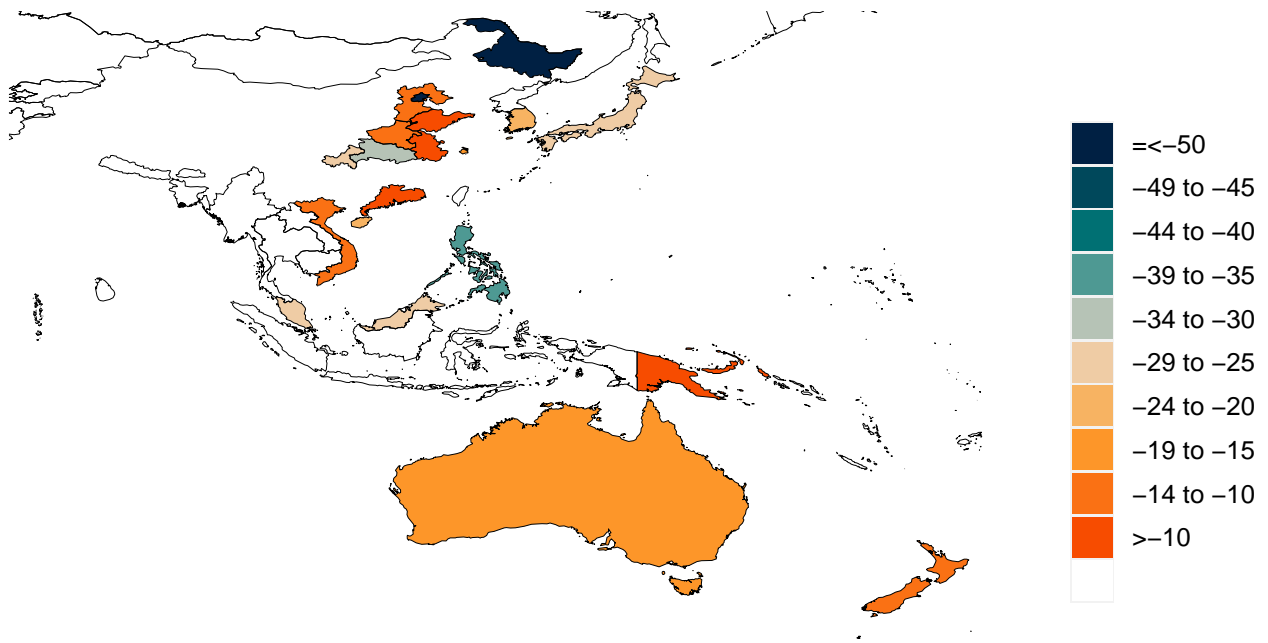 =<−50
−49 to −45
−44 to −40
−39 to −35
−34 to −30
−29 to −25
−24 to −20
−19 to −15
−14 to −10
>−10